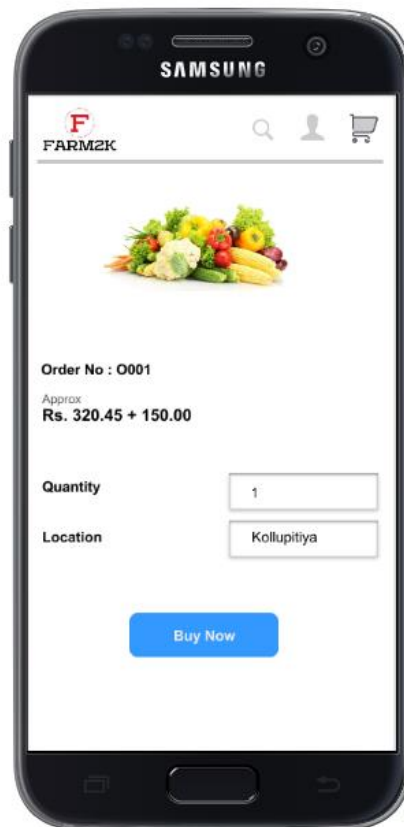 SAMSUNG
F
FARM2K
Order No : O001
Approx
Rs. 320.45 + 150.00
Quantity 1
Location Kollupitiya
Buy Now